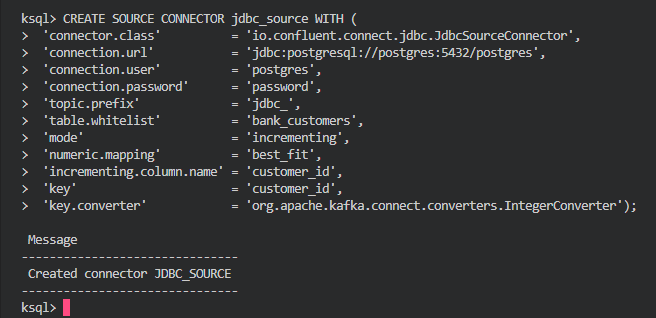 ksql> CREATE SOURCE CONNECTOR jdbc_source WITH (
>  'connector.class'          = 'io.confluent.connect.jdbc.JdbcSourceConnector',
>  'connection.url'           = 'jdbc:postgresql://postgres:5432/postgres',
>  'connection.user'          = 'postgres',
>  'connection.password'      = 'password',
>  'topic.prefix'             = 'jdbc_',
>  'table.whitelist'          = 'bank_customers',
>  'mode'                     = 'incrementing',
>  'numeric.mapping'          = 'best_fit',
>  'incrementing.column.name' = 'customer_id',
>  'key'                      = 'customer_id',
>  'key.converter'            = 'org.apache.kafka.connect.converters.IntegerConverter');
Message
-------------------------------
Created connector JDBC_SOURCE
-------------------------------
ksql>